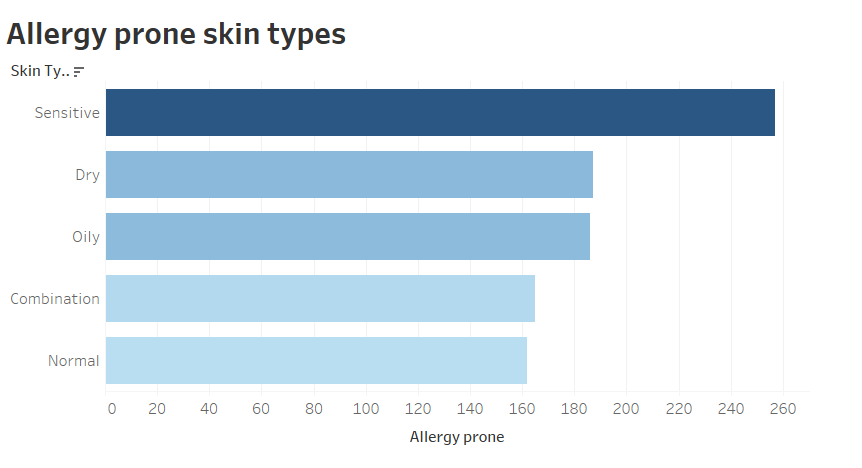 Allergy prone skin types
Skin Ty..
Sensitive
Dry
Oily
Combination
Normal
0 20 40 60 80 100 120 140 160 180 200 220 240 260
Allergy prone